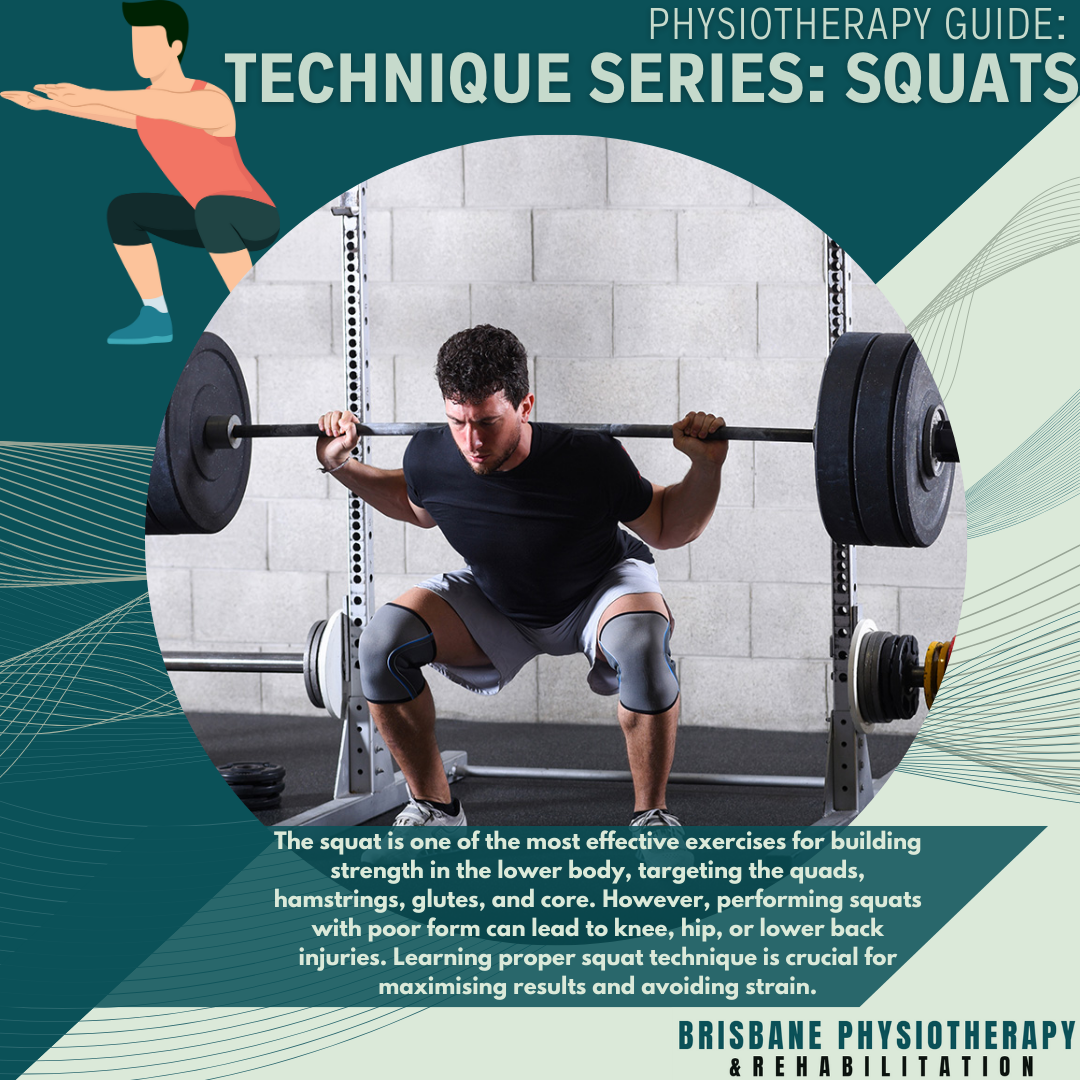 PHYSIOTHERAPY GUIDE:
TECHNIQUE SERIES: SQUATS
The squat is one of the most effective exercises for building
strength in the lower body, targeting the quads,
hamstrings, glutes, and core. However, performing squats
with poor form can lead to knee, hip, or lower back
injuries. Learning proper squat technique is crucial for
maximising results and avoiding strain.
BRISBANE PHYSIOTHERAPY
&REHABILITATION